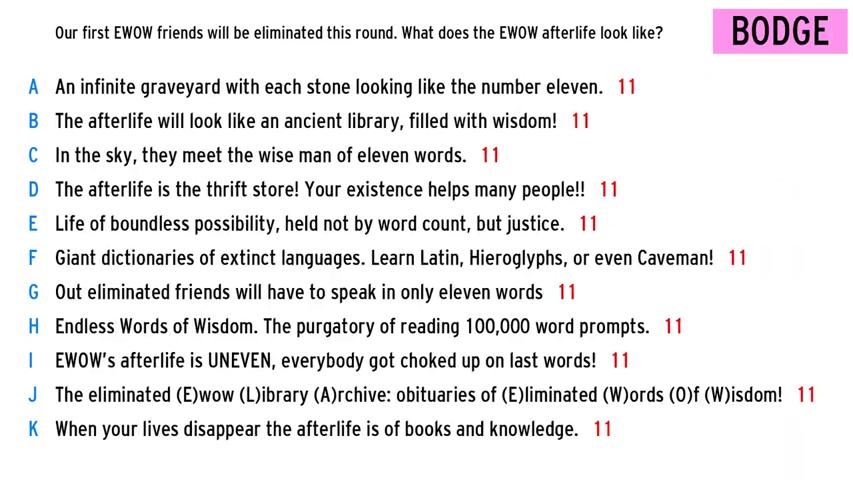 Our first EWOW friends will be eliminated this round. What does the EWOW afterlife look like?
BODGE
A An infinite graveyard with each stone looking like the number eleven. 11
B The afterlife will look like an ancient library, filled with wisdom! 11
C In the sky, they meet the wise man of eleven words. 11
D The afterlife is the thrift store! Your existence helps many people!! 11
E Life of boundless possibility, held not by word count, but justice. 11
F Giant dictionaries of extinct languages. Learn Latin, Hieroglyphs, or even Caveman! 11
G Out eliminated friends will have to speak in only eleven words 11
H Endless Words of Wisdom. The purgatory of reading 100,000 word prompts. 11
I EWOW's afterlife is UNEVEN, everybody got choked up on last words! 11
J The eliminated (E)wow (L)ibrary (A)rchive: obituaries of (E)liminated (W)ords (O)f (W)isdom! 11
K When your lives disappear the afterlife is of books and knowledge. 11